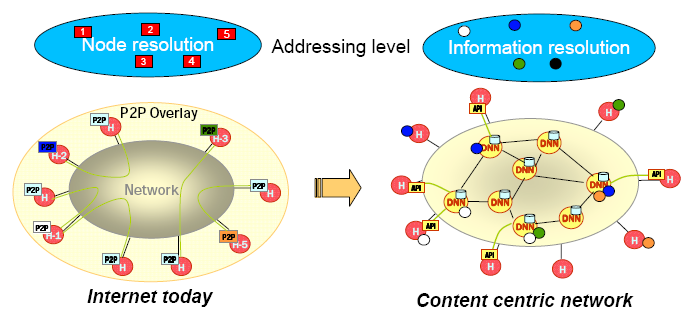 1
2
5
Node resolution
3
4
Addressing level
Information resolution
P2P Overlay
P2P
H
P2P
H-3
P2P
H-2
Network
P2P
H
P2P
H
P2P
H-1
P2P
H-5
P2P
H
P2P
H
Internet today
H
API
H
H
DNN
DNN
DNN
API
H
H
API
DNN
DNN
DNN
DNN
DNN
API
H
API
H
H
H
Content centric network